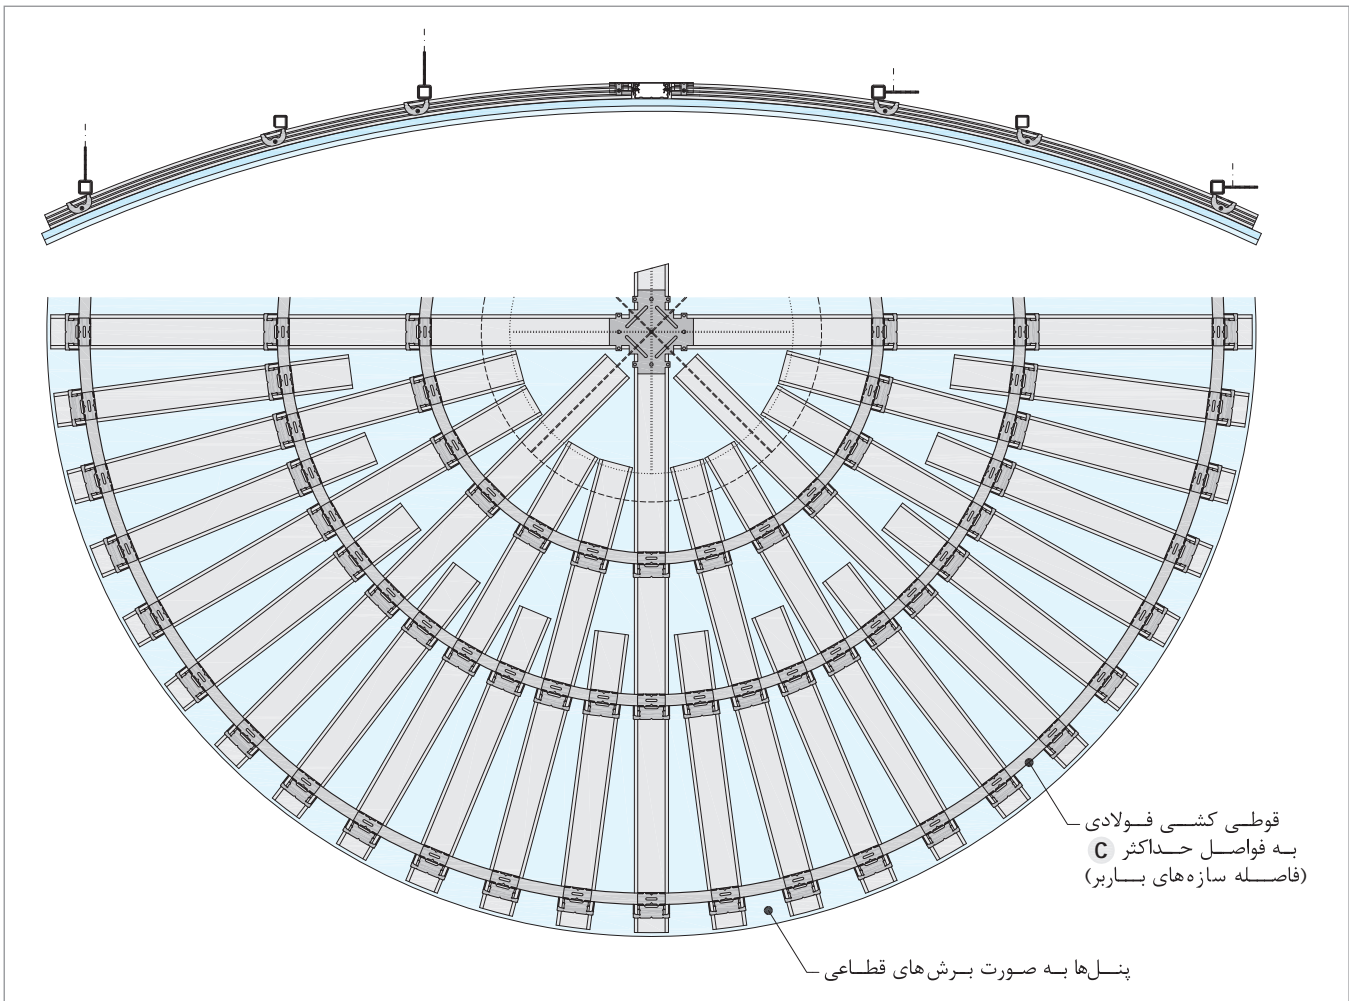 قوطی کشی فولادی
به فواصل حداکثر C
(فاصله سازه‌های باربر)
پنل‌ها به صورت برش‌های قطاعی